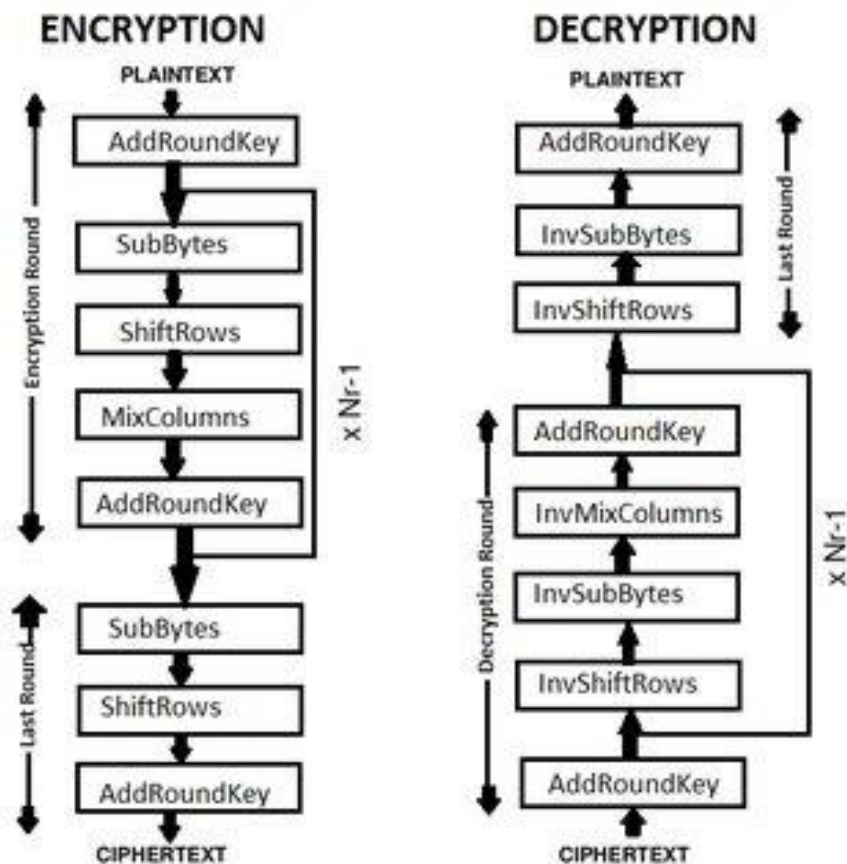 ENCRYPTION
PLAINTEXT
AddRoundKey
SubBytes
ShiftRows
MixColumns
AddRoundKey
SubBytes
ShiftRows
AddRoundKey
CIPHERTEXT
Encryption Round
Last Round
x Nr-1
DECRYPTION
PLAINTEXT
AddRoundKey
InvSubBytes
InvShiftRows
AddRoundKey
InvMixColumns
InvSubBytes
InvShiftRows
AddRoundKey
CIPHERTEXT
Last Round
Decryption Round
x Nr-1